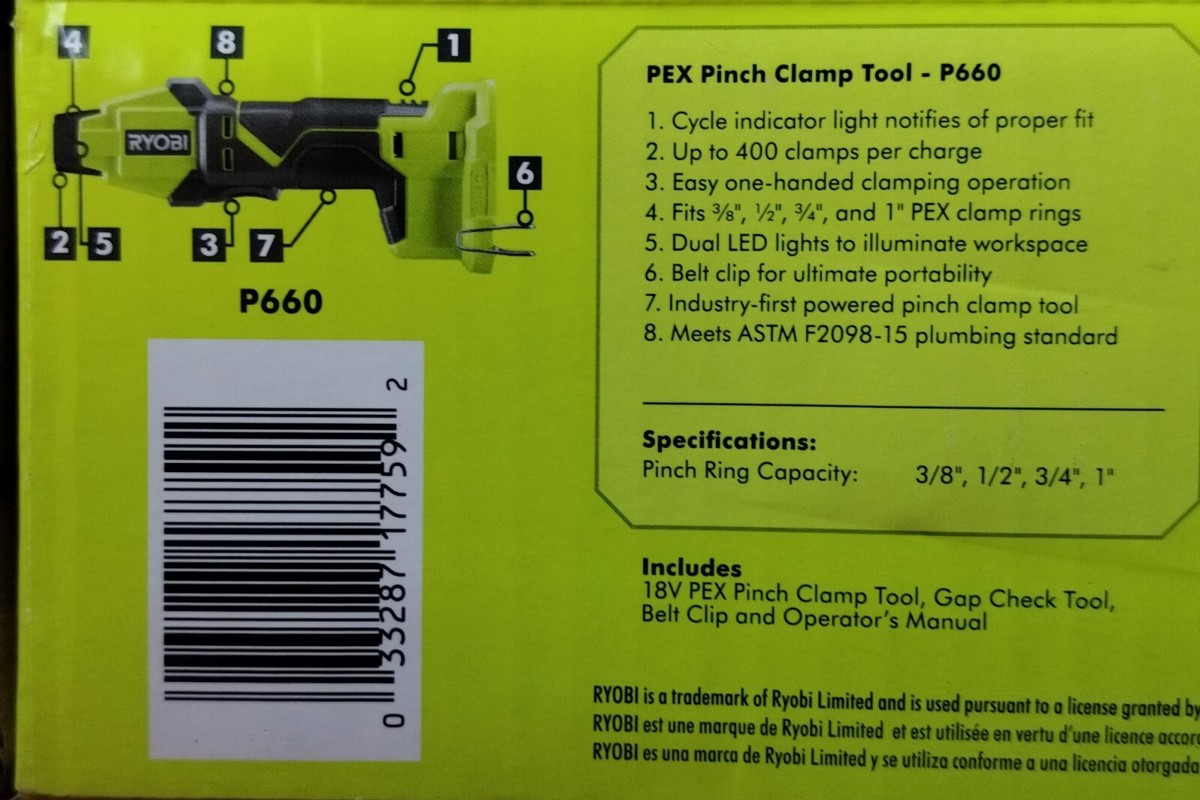 4
8
1
RYOBI
6
2
5
3
7
P660
0 33287 17759 2
PEX Pinch Clamp Tool - P660
1. Cycle indicator light notifies of proper fit
2. Up to 400 clamps per charge
3. Easy one-handed clamping operation
4. Fits ⅜", ½", ¾", and 1" PEX clamp rings
5. Dual LED lights to illuminate workspace
6. Belt clip for ultimate portability
7. Industry-first powered pinch clamp tool
8. Meets ASTM F2098-15 plumbing standard
Specifications:
Pinch Ring Capacity: 3/8", 1/2", 3/4", 1"
Includes
18V PEX Pinch Clamp Tool, Gap Check Tool,
Belt Clip and Operator's Manual
RYOBI is a trademark of Ryobi Limited and is used pursuant to a license granted by
RYOBI est une marque de Ryobi Limited et est utilisée en vertu d'une licence accor
RYOBI es una marca de Ryobi Limited y se utiliza conforme a una licencia otorgada